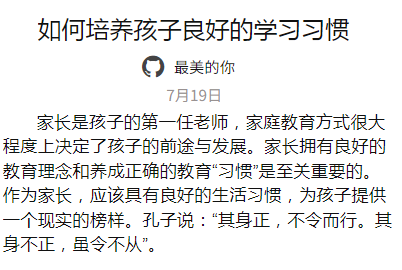 如何培养孩子良好的学习习惯
最美的你
7月19日
家长是孩子的第一任老师，家庭教育方式很大
程度上决定了孩子的前途与发展。家长拥有良好的
教育理念和养成正确的教育“习惯”是至关重要的。
作为家长，应该具有良好的生活习惯，为孩子提供
一个现实的榜样。孔子说：“其身正，不令而行。其
身不正，虽令不从”。